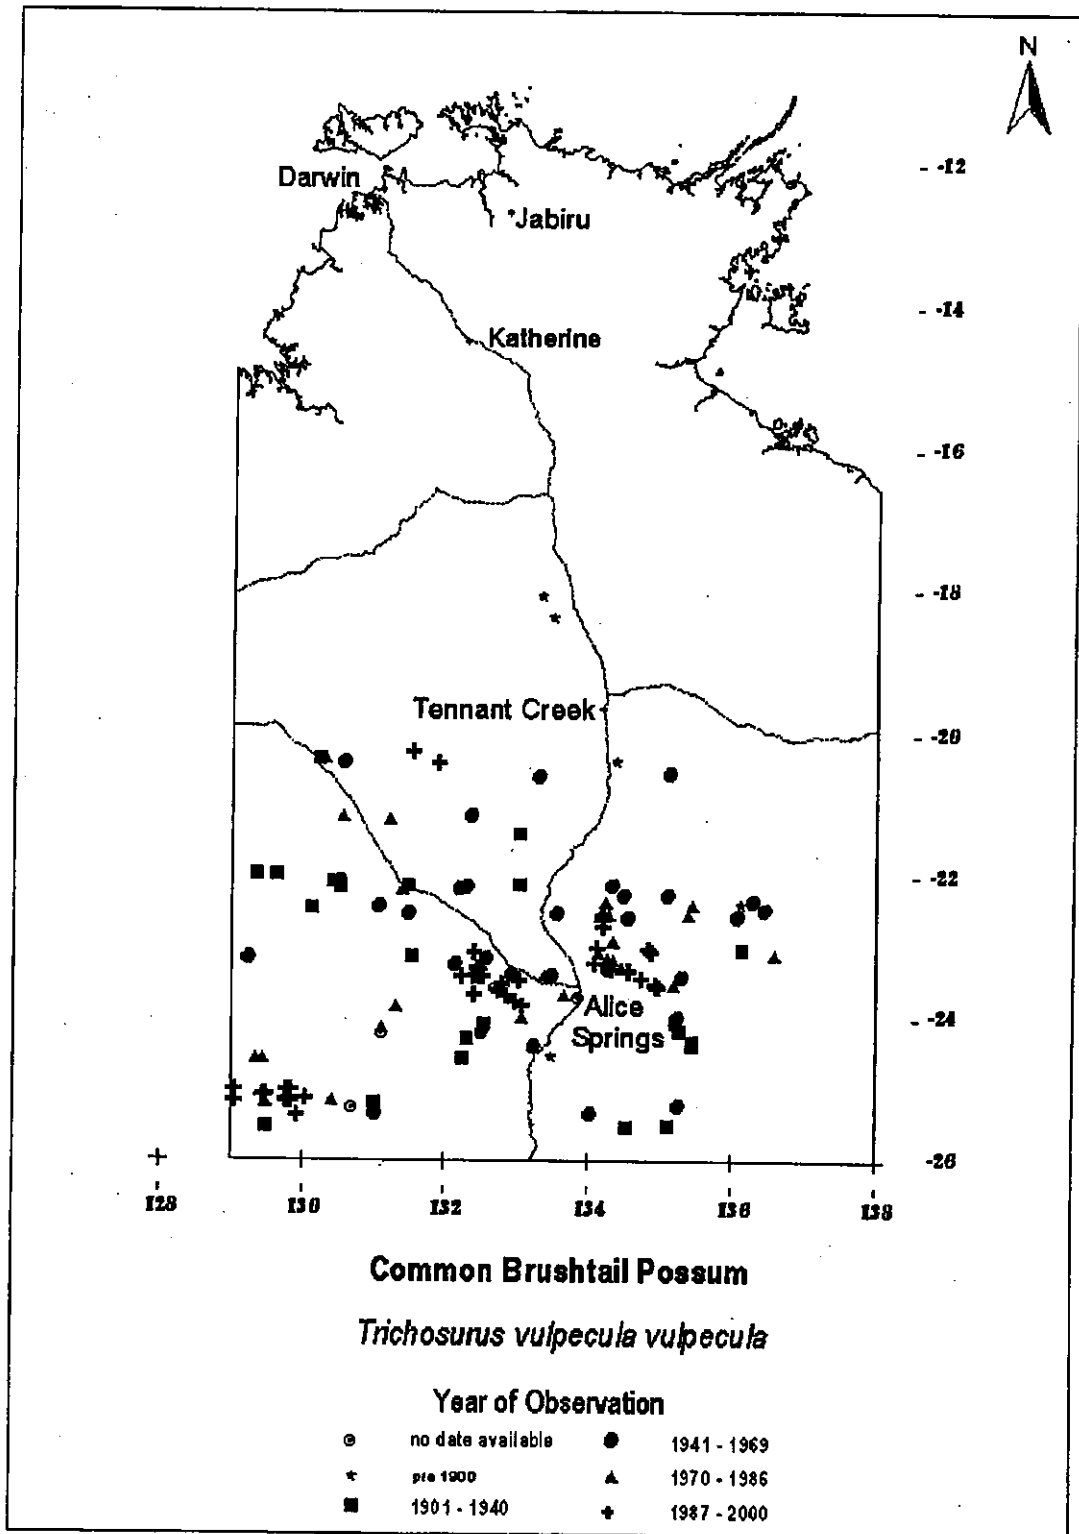 N
Darwin
Jabiru
Katherine
Tennant Creek
Alice
Springs
- -12
- -14
- -16
- -18
- -20
- -22
- -24
-26
128 130 132 134 136 138
Common Brushtail Possum
Trichosurus vulpecula vulpecula
Year of Observation
no date available
1941 - 1969
pre 1900
1970 - 1986
1901 - 1940
1987 - 2000